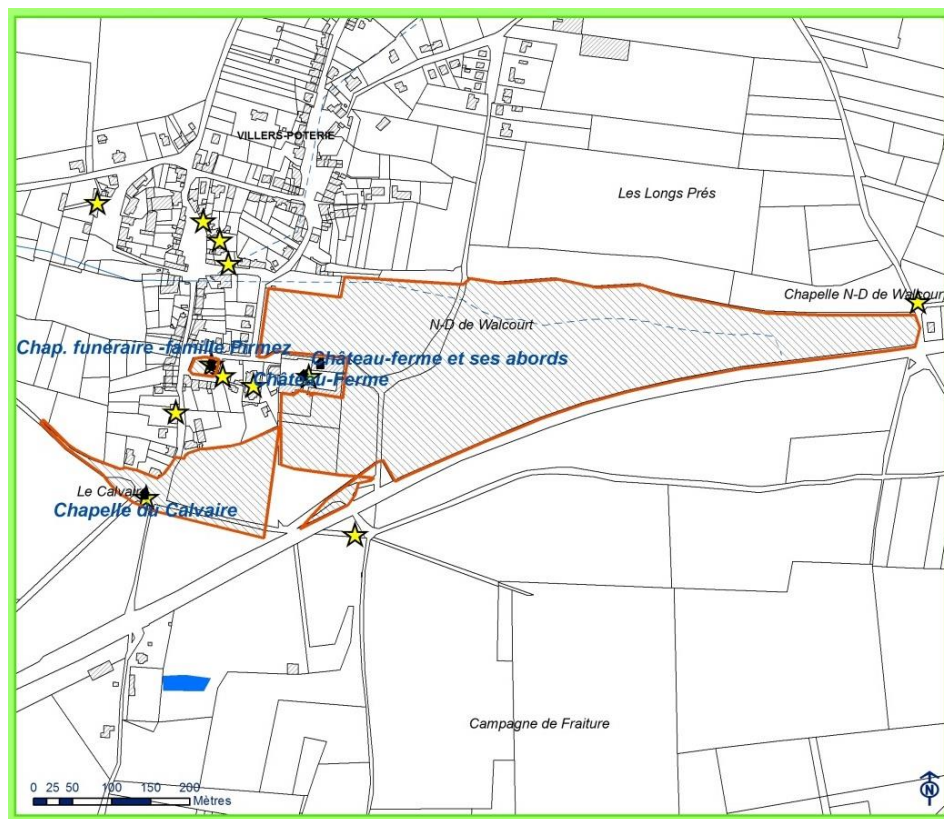 VILLERS-POTERIE
Les Longs Prés
Chapelle N-D de Walcourt
N-D de Walcourt
Chap. funéraire -famille Pirmez
Château-ferme et ses abords
Château-Ferme
Le Calvaire
Chapelle du Calvaire
Campagne de Fraiture
0 25 50 100 150 200
Mètres
N